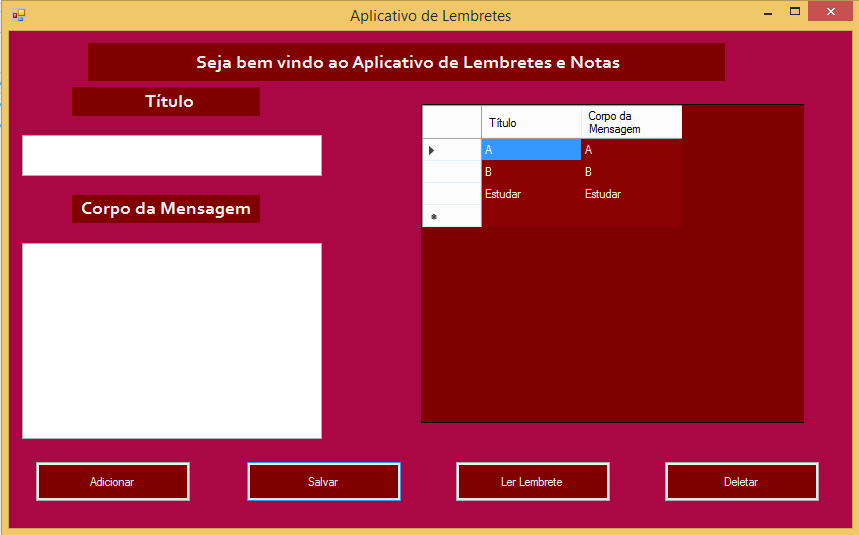 Aplicativo de Lembretes
Seja bem vindo ao Aplicativo de Lembretes e Notas
Título
Corpo da Mensagem
Título
Corpo da
Mensagem
A A
B B
Estudar Estudar
Adicionar
Salvar
Ler Lembrete
Deletar